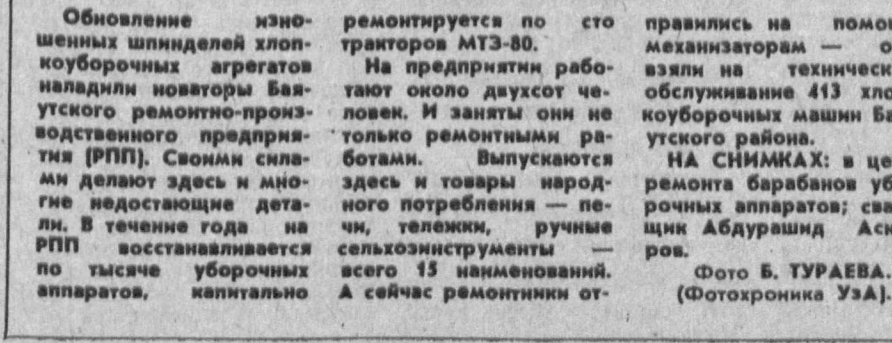 Обновление изно-
шенных шпинделей хлоп-
коуборочных агрегатов
наладили новаторы Бая-
утского ремонтно-произ-
водственного предприя-
тия (РПП). Своими сила-
ми делают здесь и мно-
гие недостающие дета-
ли. В течение года на
РПП восстанавливается
по тысяче уборочных
аппаратов, капитально
ремонтируется по сто
тракторов МТЗ-80.
На предприятии рабо-
тают около двухсот че-
ловек. И заняты они не
только ремонтными ра-
ботами. Выпускаются
здесь и товары народ-
ного потребления — пе-
чи, тележки, ручные
сельхозинструменты —
всего 15 наименований.
А сейчас ремонтники от-
правились на помо
механизаторам — о
взяли на техническ
обслуживание 413 хло
коуборочных машин Ба
утского района.
НА СНИМКАХ: в це
ремонта барабанов уб
рочных аппаратов; сва
щик Абдурашид Аск
ров.
Фото Б. ТУРАЕВА.
(Фотохроника УзА).